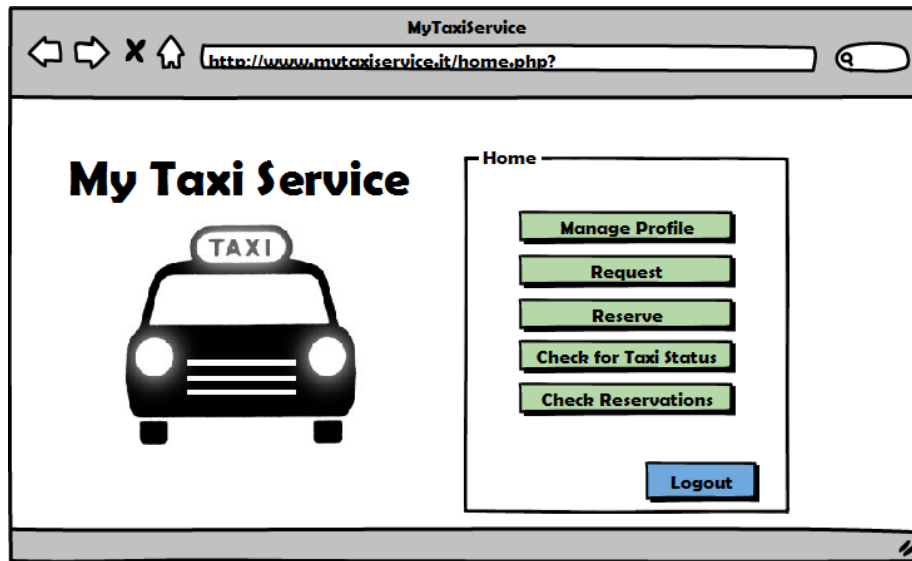 MyTaxiService
http://www.mytaxiservice.it/home.php?
My Taxi Service
TAXI
Home
Manage Profile
Request
Reserve
Check for Taxi Status
Check Reservations
Logout